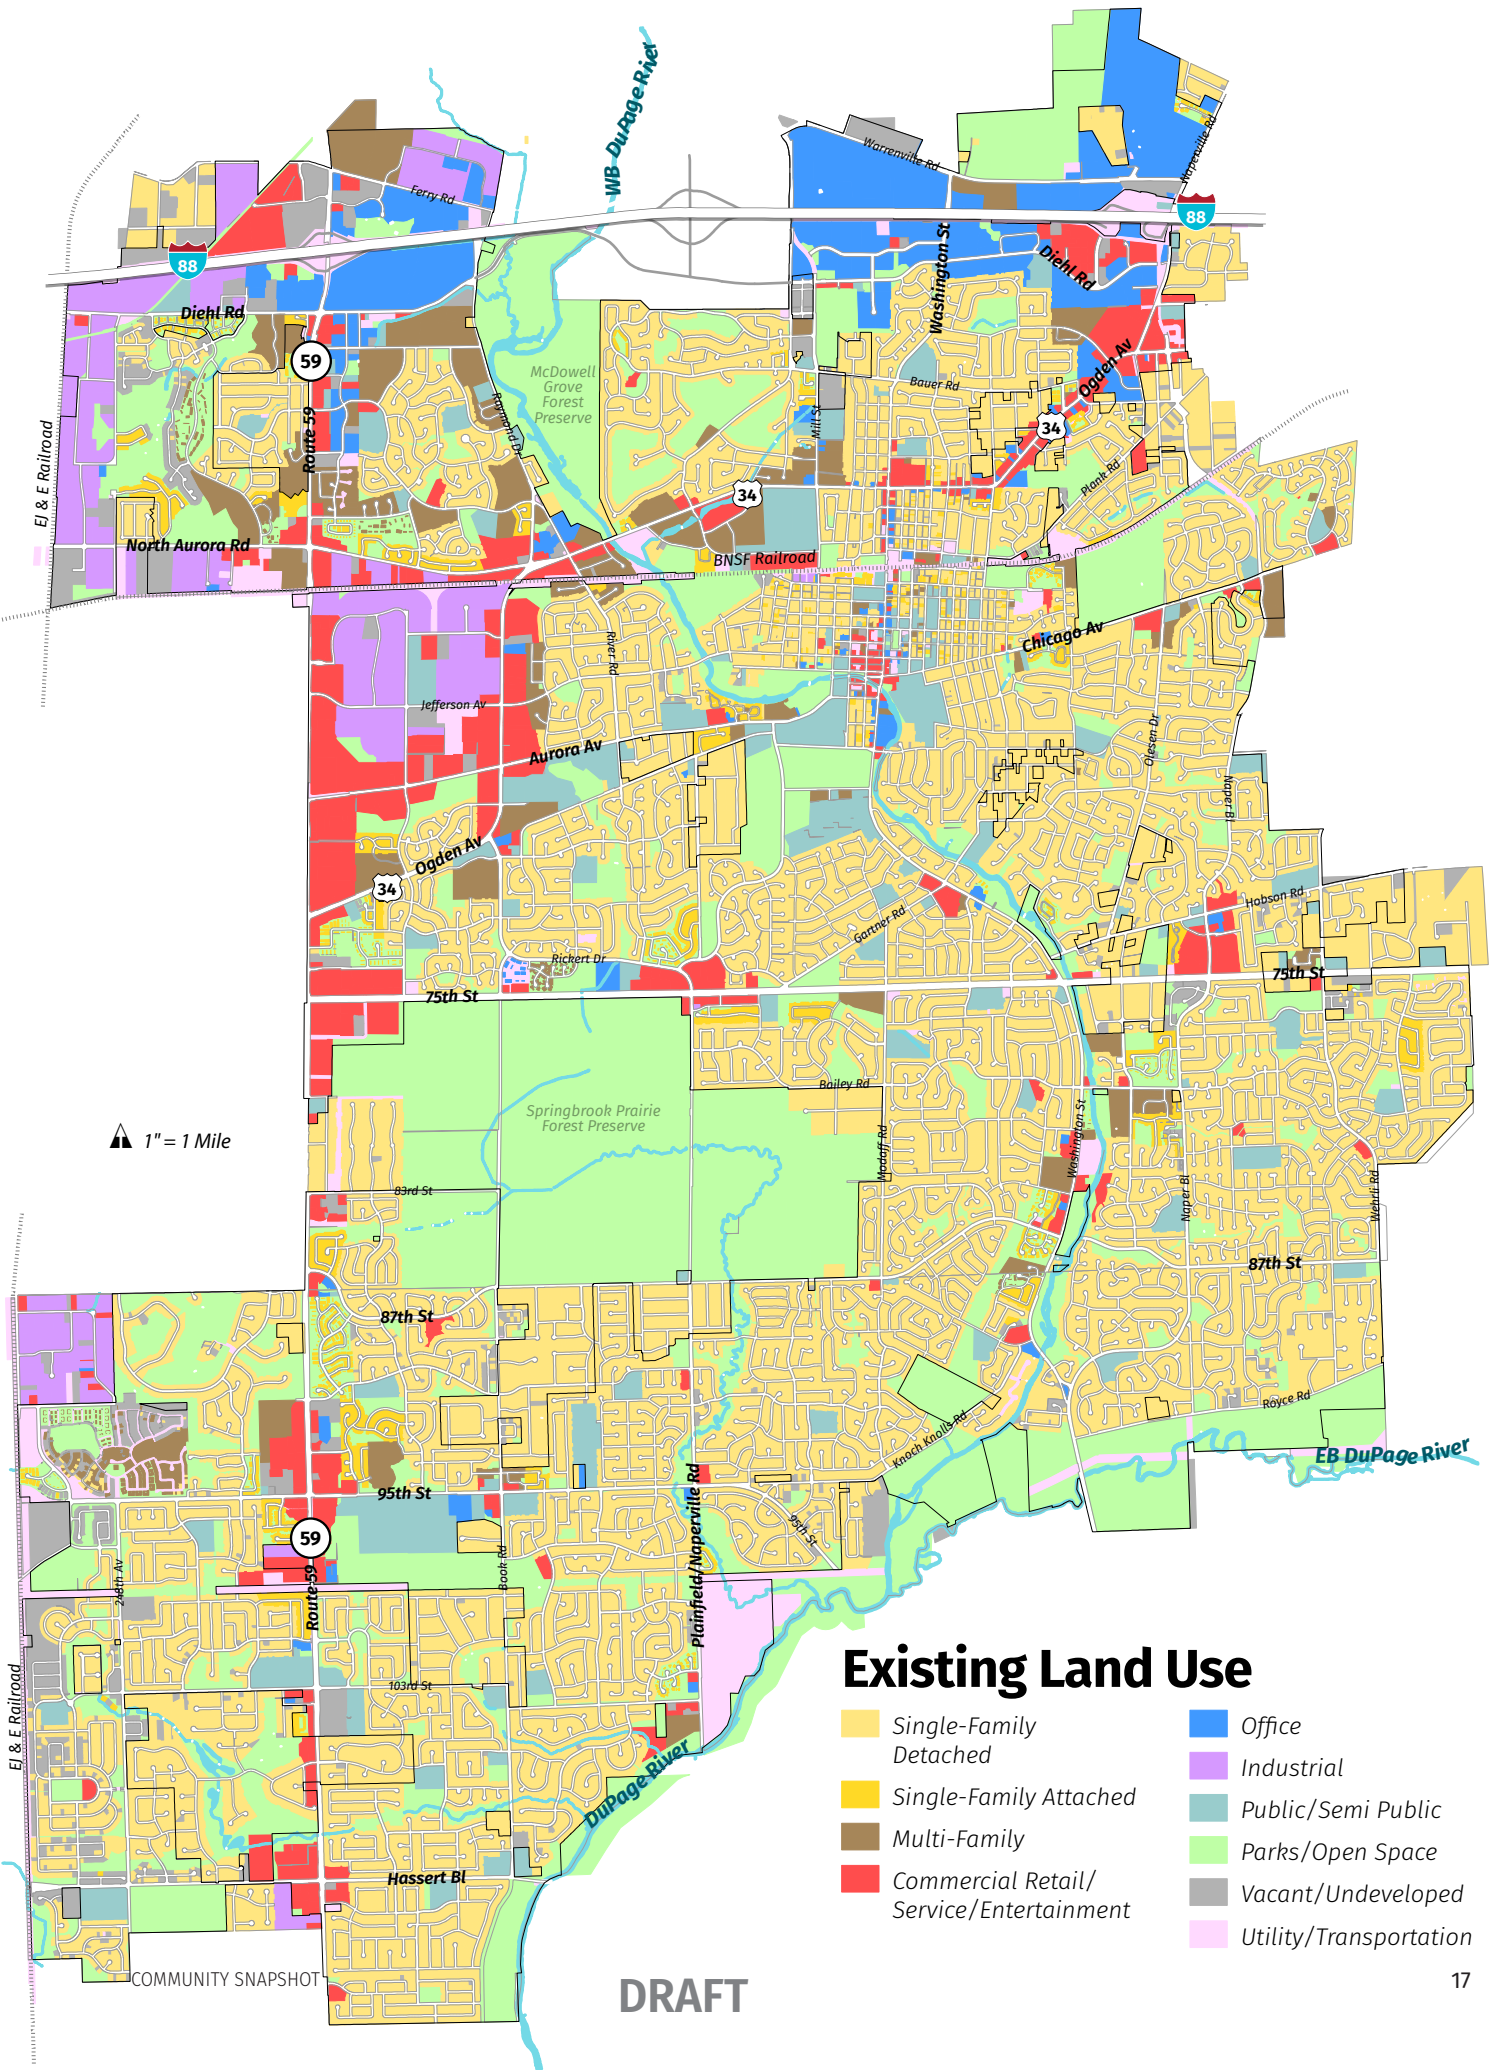 WB DuPage River
Warrenville Rd
Naperville Rd
Ferry Rd
88
88
Diehl Rd
Washington St
Diehl Rd
59
Ogden Av
McDowell
Grove
Forest
Preserve
Bauer Rd
Raymond Dr
Mill St
34
Route 59
EJ & E Railroad
Plank Rd
34
North Aurora Rd
BNSF Railroad
River Rd
Chicago Av
Jefferson Av
Aurora Av
Olesen Dr
Naper Bl
Ogden Av
34
Hobson Rd
Gartner Rd
Rickert Dr
75th St
75th St
Bailey Rd
Springbrook Prairie
Forest Preserve
1" = 1 Mile
Modaff Rd
Washington St
Naper Bl
Wehrli Rd
83rd St
87th St
87th St
Royce Rd
Knoch Knolls Rd
EB DuPage River
95th St
Plainfield/Naperville Rd
95th St
59
Book Rd
248th Av
Route 59
EJ & E Railroad
103rd St
DuPage River
Hassert Bl
Existing Land Use
Single-Family
Detached
Single-Family Attached
Multi-Family
Commercial Retail/
Service/Entertainment
Office
Industrial
Public/Semi Public
Parks/Open Space
Vacant/Undeveloped
Utility/Transportation
COMMUNITY SNAPSHOT
DRAFT
17